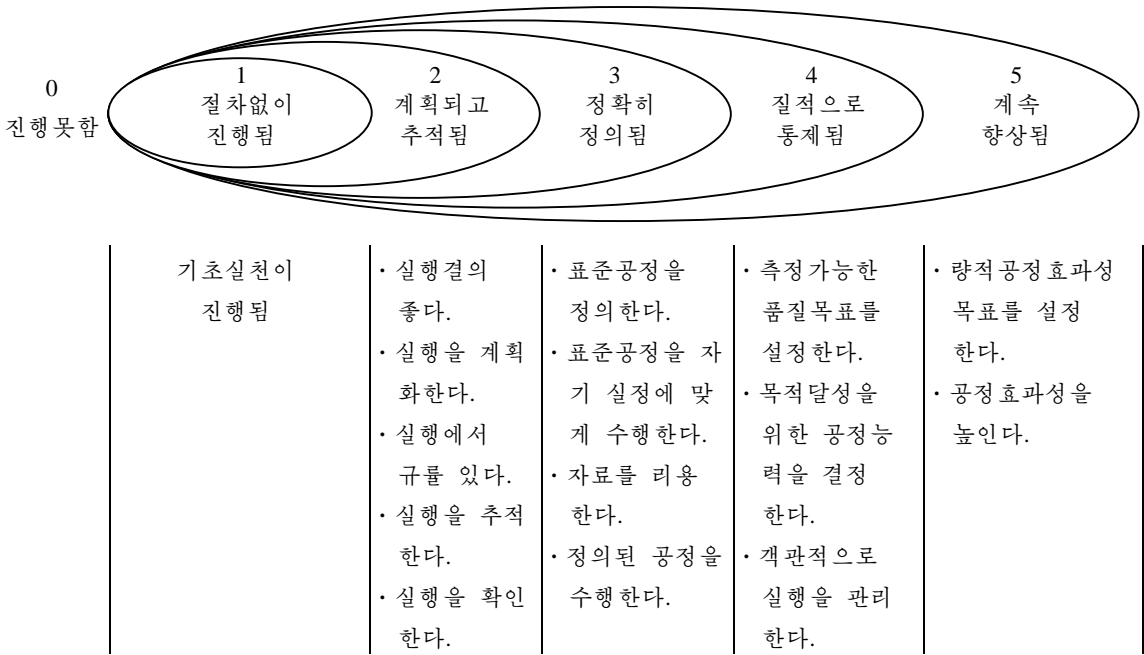 0
진행못함
1
절차없이
진행됨
2
계획되고
추적됨
3
정확히
정의됨
4
질적으로
통제됨
5
계속
향상됨
기초실천이
진행됨
· 실행결의
좋다.
· 실행을 계획
화한다.
· 실행에서
규률 있다.
· 실행을 추적
한다.
· 실행을 확인
한다.
· 표준공정을
정의한다.
· 표준공정을 자
기 실정에 맞
게 수행한다.
· 자료를 리용
한다.
· 정의된 공정을
수행한다.
· 측정가능한
품질목표를
설정한다.
· 목적달성을
위한 공정능
력을 결정
한다.
· 객관적으로
실행을 관리
한다.
· 량적공정효과성
목표를 설정
한다.
· 공정효과성을
높인다.